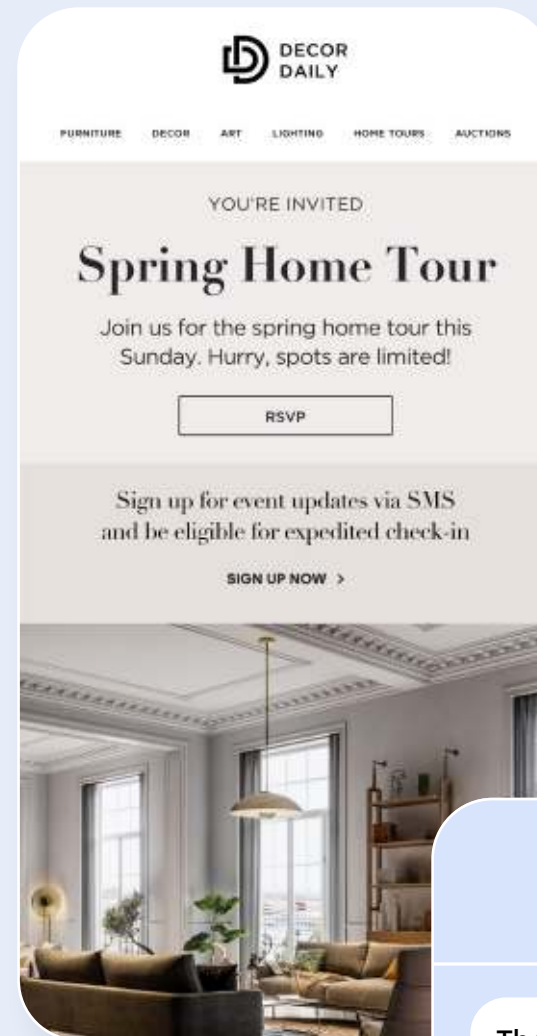 DECOR
DAILY
FURNITURE DECOR ART LIGHTING HOME TOURS AUCTIONS
YOU'RE INVITED
Spring Home Tour
Join us for the spring home tour this
Sunday. Hurry, spots are limited!
RSVP
Sign up for event updates via SMS
and be eligible for expedited check-in
SIGN UP NOW >